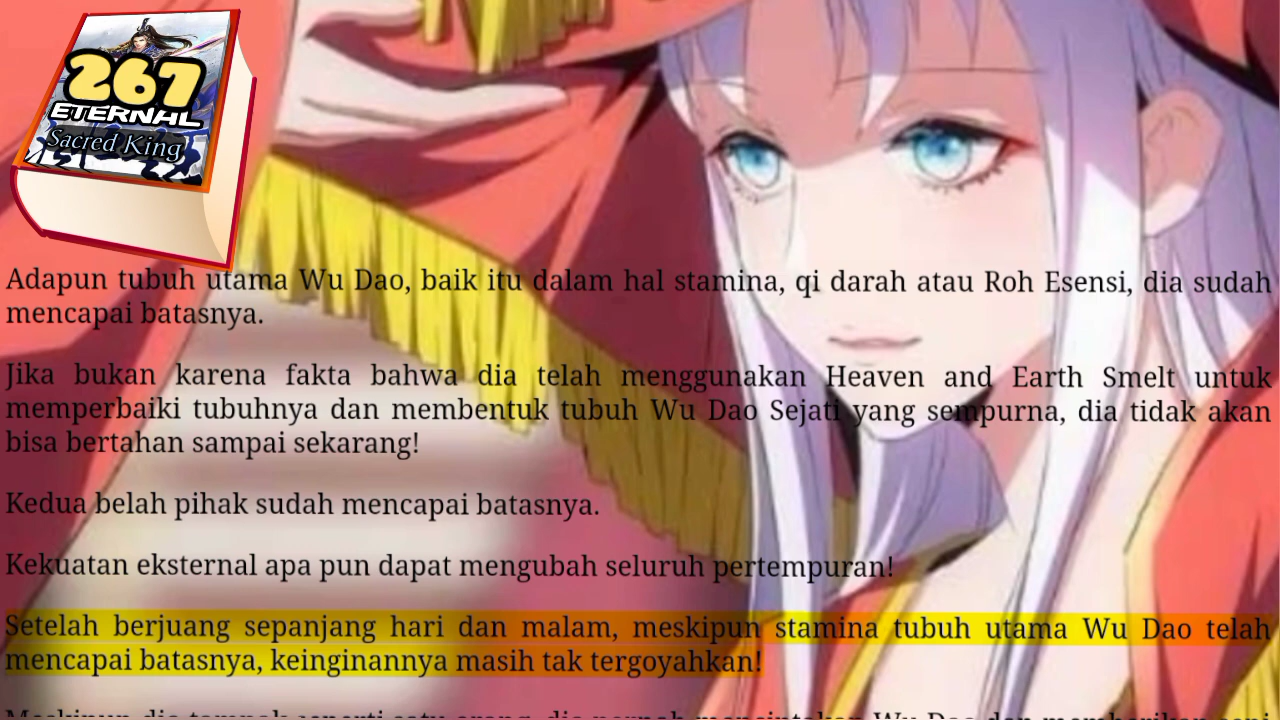 267
ETERNAL
Sacred King
Adapun tubuh utama Wu Dao, baik itu dalam hal stamina, qi darah atau Roh Esensi, dia sudah
mencapai batasnya.
Jika bukan karena fakta bahwa dia telah menggunakan Heaven and Earth Smelt untuk
memperbaiki tubuhnya dan membentuk tubuh Wu Dao Sejati yang sempurna, dia tidak akan
bisa bertahan sampai sekarang!
Kedua belah pihak sudah mencapai batasnya.
Kekuatan eksternal apa pun dapat mengubah seluruh pertempuran!
Setelah berjuang sepanjang hari dan malam, meskipun stamina tubuh utama Wu Dao telah
mencapai batasnya, keinginannya masih tak tergoyahkan!